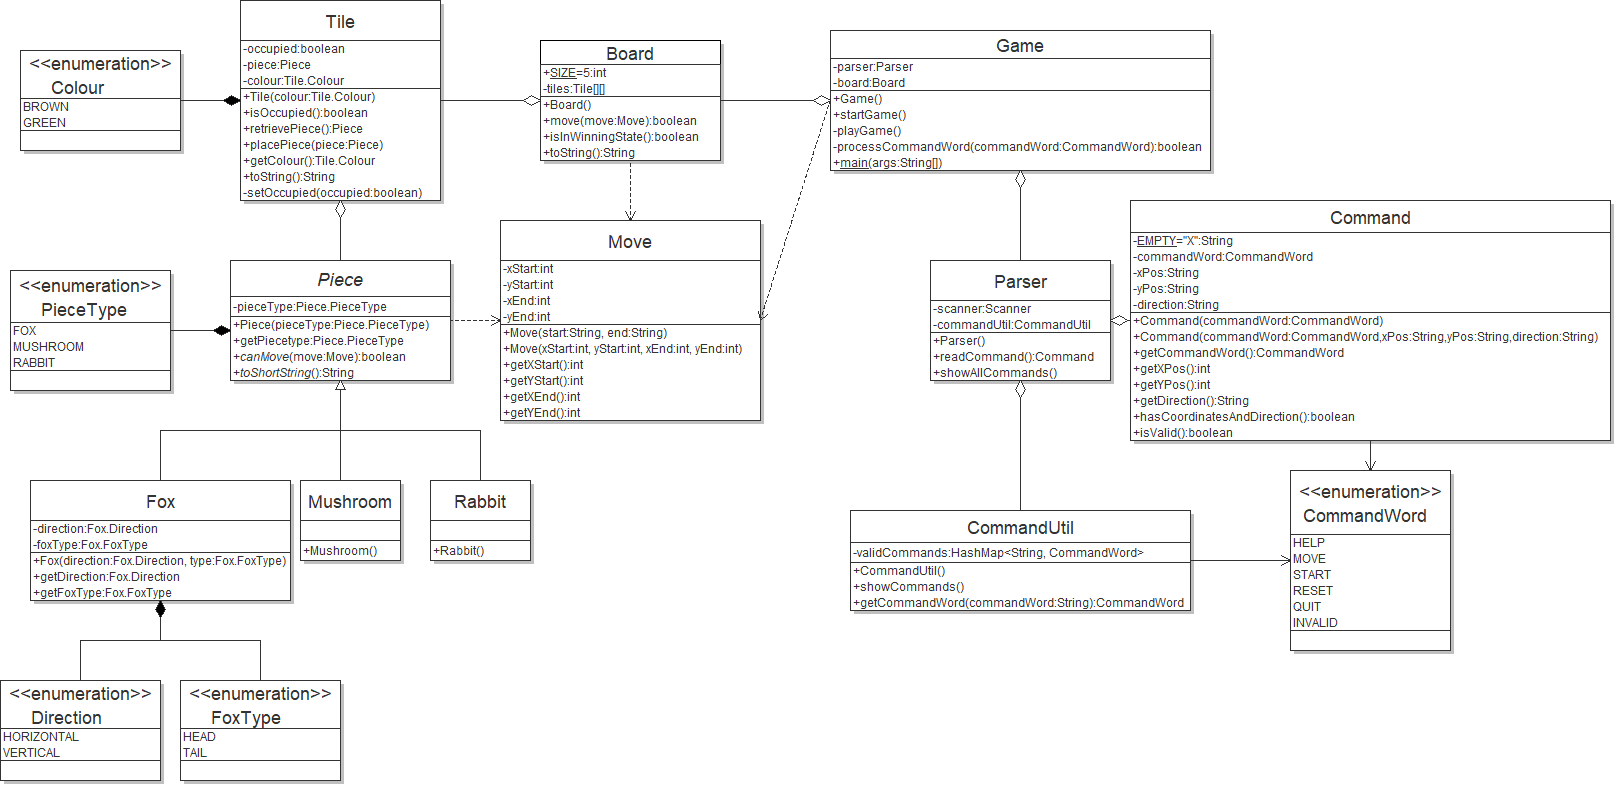 <<enumeration>>
Colour
BROWN
GREEN
Tile
-occupied:boolean
-piece:Piece
-colour:Tile.Colour
+Tile(colour:Tile.Colour)
+isOccupied():boolean
+retrievePiece():Piece
+placePiece(piece:Piece)
+getColour():Tile.Colour
+toString():String
-setOccupied(occupied:boolean)
Board
+SIZE=5:int
-tiles:Tile[][]
+Board()
+move(move:Move):boolean
+isInWinningState():boolean
+toString():String
Game
-parser:Parser
-board:Board
+Game()
+startGame()
-playGame()
-processCommandWord(commandWord:CommandWord):boolean
+main(args:String[])
<<enumeration>>
PieceType
FOX
MUSHROOM
RABBIT
Piece
-pieceType:Piece.PieceType
+Piece(pieceType:Piece.PieceType)
+getPiecetype:Piece.PieceType
+canMove(move:Move):boolean
+toShortString():String
Move
-xStart:int
-yStart:int
-xEnd:int
-yEnd:int
+Move(start:String, end:String)
+Move(xStart:int, yStart:int, xEnd:int, yEnd:int)
+getXStart():int
+getYStart():int
+getXEnd():int
+getYEnd():int
Parser
-scanner:Scanner
-commandUtil:CommandUtil
+Parser()
+readCommand():Command
+showAllCommands()
Command
-EMPTY="X":String
-commandWord:CommandWord
-xPos:String
-yPos:String
-direction:String
+Command(commandWord:CommandWord)
+Command(commandWord:CommandWord,xPos:String,yPos:String,direction:String)
+getCommandWord():CommandWord
+getXPos():int
+getYPos():int
+getDirection():String
+hasCoordinatesAndDirection():boolean
+isValid():boolean
Fox
-direction:Fox.Direction
-foxType:Fox.FoxType
+Fox(direction:Fox.Direction, type:Fox.FoxType)
+getDirection:Fox.Direction
+getFoxType:Fox.FoxType
Mushroom
+Mushroom()
Rabbit
+Rabbit()
CommandUtil
-validCommands:HashMap<String, CommandWord>
+CommandUtil()
+showCommands()
+getCommandWord(commandWord:String):CommandWord
<<enumeration>>
CommandWord
HELP
MOVE
START
RESET
QUIT
INVALID
<<enumeration>>
Direction
HORIZONTAL
VERTICAL
<<enumeration>>
FoxType
HEAD
TAIL